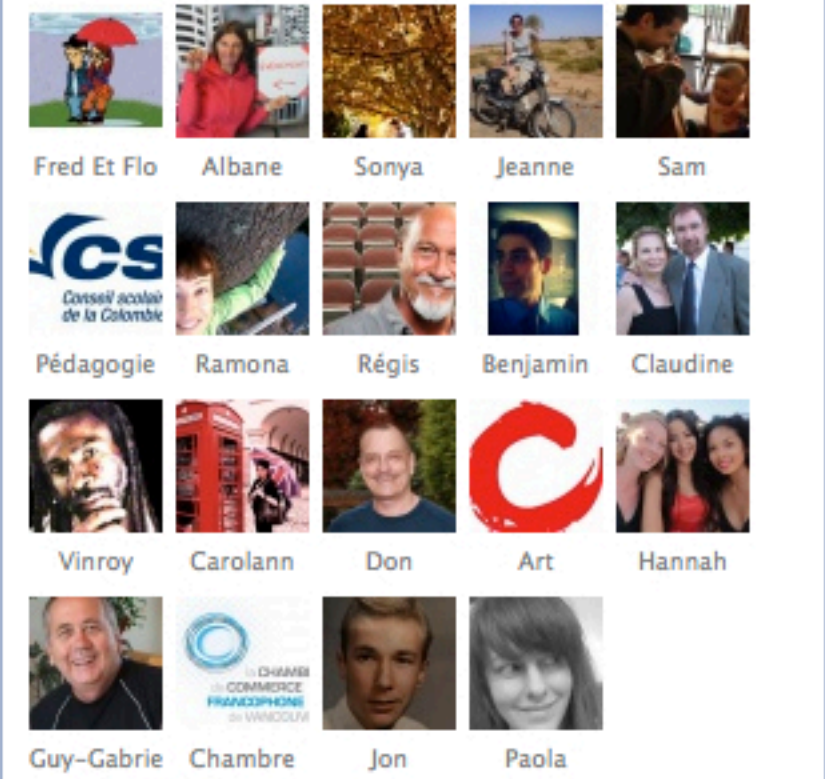 Fred Et Flo
Albane
Sonya
Jeanne
Sam
CS
Conseil scolair
de la Colombie
Pédagogie
Ramona
Régis
Benjamin
Claudine
Vinroy
Carolann
Don
Art
Hannah
la CHAMB
de COMMERCE
FRANCOPHONE
de VANCOUV
Guy-Gabrie
Chambre
Jon
Paola